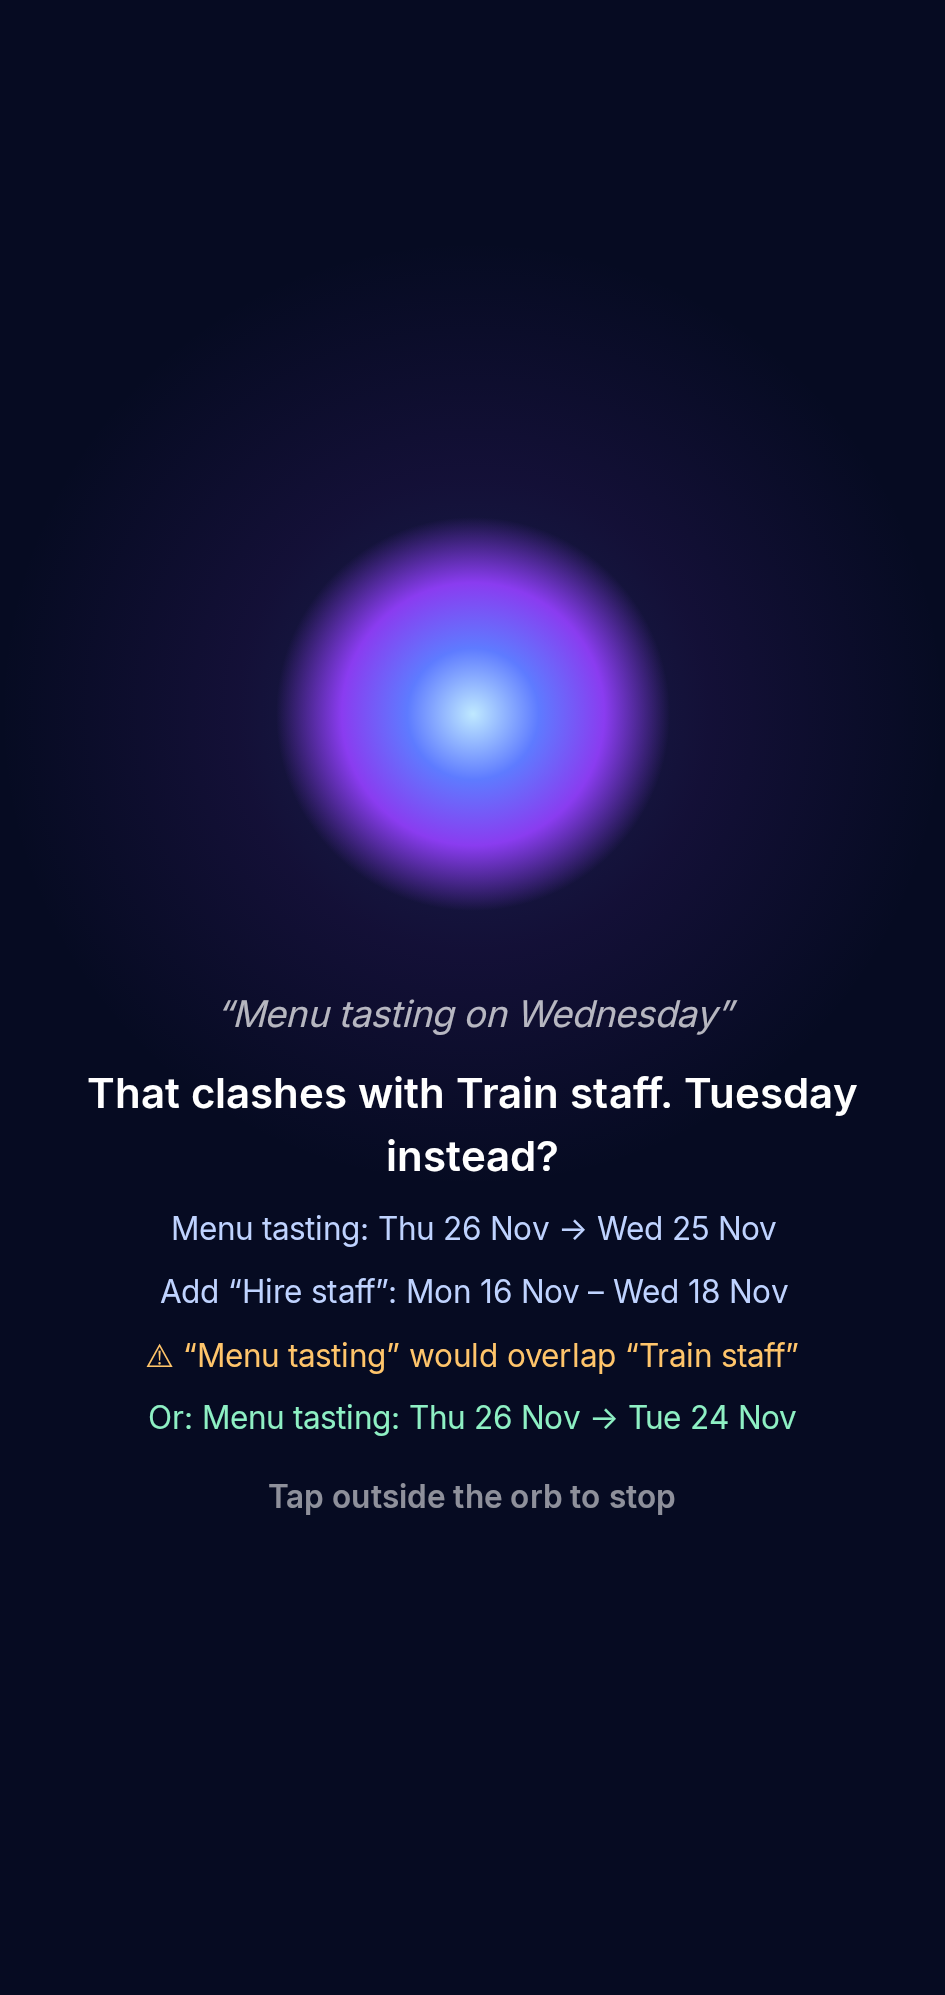 “Menu tasting on Wednesday”
That clashes with Train staff. Tuesday
instead?
Menu tasting: Thu 26 Nov → Wed 25 Nov
Add “Hire staff”: Mon 16 Nov – Wed 18 Nov
⚠ “Menu tasting” would overlap “Train staff”
Or: Menu tasting: Thu 26 Nov → Tue 24 Nov
Tap outside the orb to stop